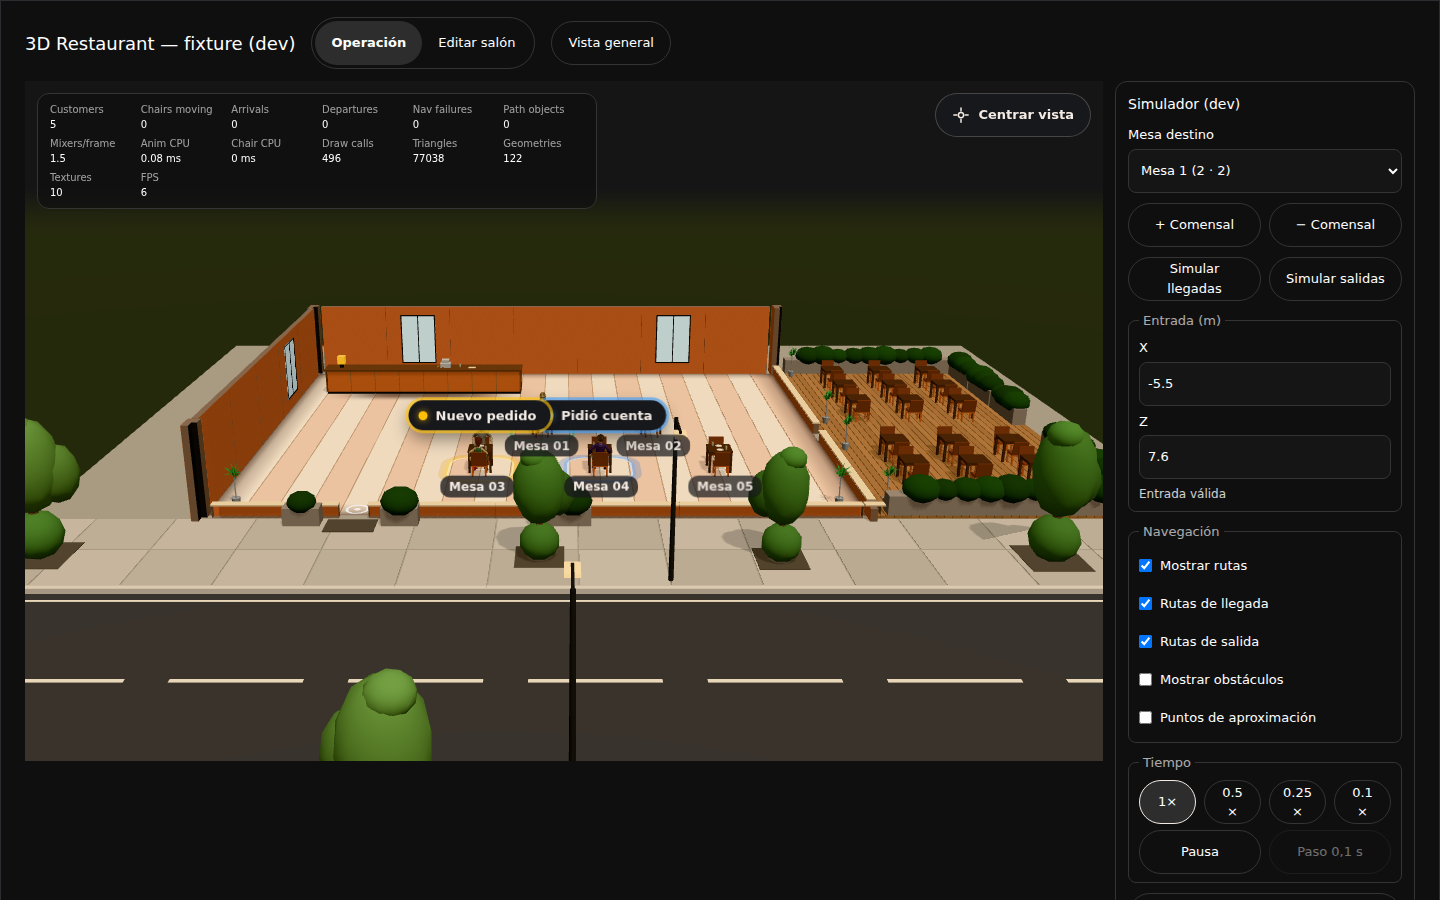 3D Restaurant — fixture (dev)
Operación
Editar salón
Vista general
Customers
5
Chairs moving
0
Arrivals
0
Departures
0
Nav failures
0
Path objects
0
Mixers/frame
1.5
Anim CPU
0.08 ms
Chair CPU
0 ms
Draw calls
496
Triangles
77038
Geometries
122
Textures
10
FPS
6
Centrar vista
Nuevo pedido
Pidió cuenta
Mesa 01
Mesa 02
Mesa 03
Mesa 04
Mesa 05
Simulador (dev)
Mesa destino
Mesa 1 (2 · 2)
+ Comensal
− Comensal
Simular
llegadas
Simular salidas
Entrada (m)
X
-5.5
Z
7.6
Entrada válida
Navegación
Mostrar rutas
Rutas de llegada
Rutas de salida
Mostrar obstáculos
Puntos de aproximación
Tiempo
1×
0.5
×
0.25
×
0.1
×
Pausa
Paso 0,1 s